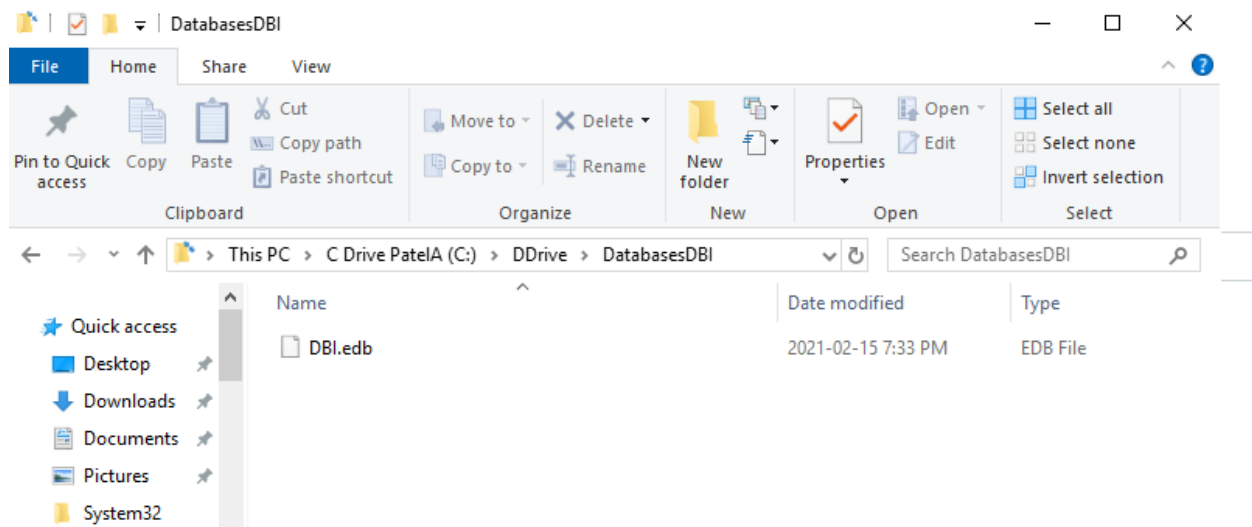 DatabasesDBI
File Home Share View
Pin to Quick access
Copy
Paste
Cut
Copy path
Paste shortcut
Clipboard
Move to
Copy to
Delete
Rename
Organize
New folder
New
Properties
Open
Edit
Open
Select all
Select none
Invert selection
Select
This PC > C Drive PatelA (C:) > DDrive > DatabasesDBI
Search DatabasesDBI
Quick access
Desktop
Downloads
Documents
Pictures
System32
Name Date modified Type
DBI.edb 2021-02-15 7:33 PM EDB File